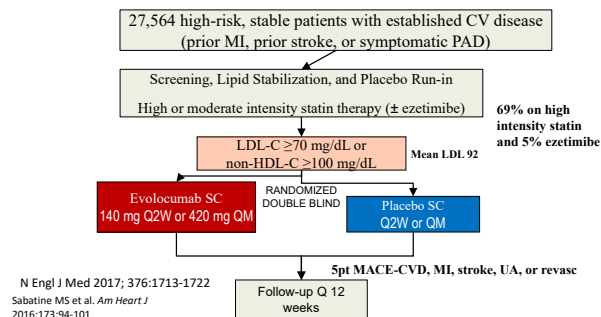 27,564 high-risk, stable patients with established CV disease
(prior MI, prior stroke, or symptomatic PAD)
Screening, Lipid Stabilization, and Placebo Run-in
High or moderate intensity statin therapy (± ezetimibe)
69% on high
intensity statin
and 5% ezetimibe
LDL-C ≥70 mg/dL or
non-HDL-C ≥100 mg/dL
Mean LDL 92
Evolocumab SC
140 mg Q2W or 420 mg QM
RANDOMIZED
DOUBLE BLIND
Placebo SC
Q2W or QM
5pt MACE-CVD, MI, stroke, UA, or revasc
N Engl J Med 2017; 376:1713-1722
Sabatine MS et al. Am Heart J
2016;173:94-101
Follow-up Q 12
weeks